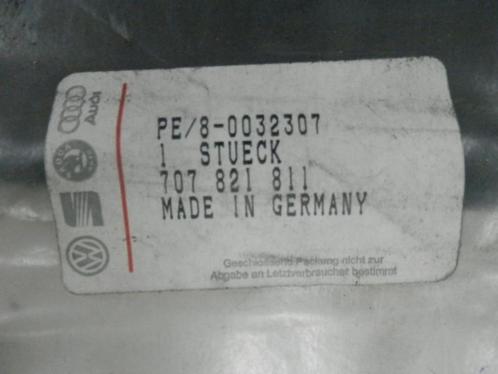 Audi
PE/8-0032307
1 STUECK
707 821 811
MADE IN GERMANY
Geschlossene Packung nicht zur
Abgabe an Letztverbraucher bestimmt